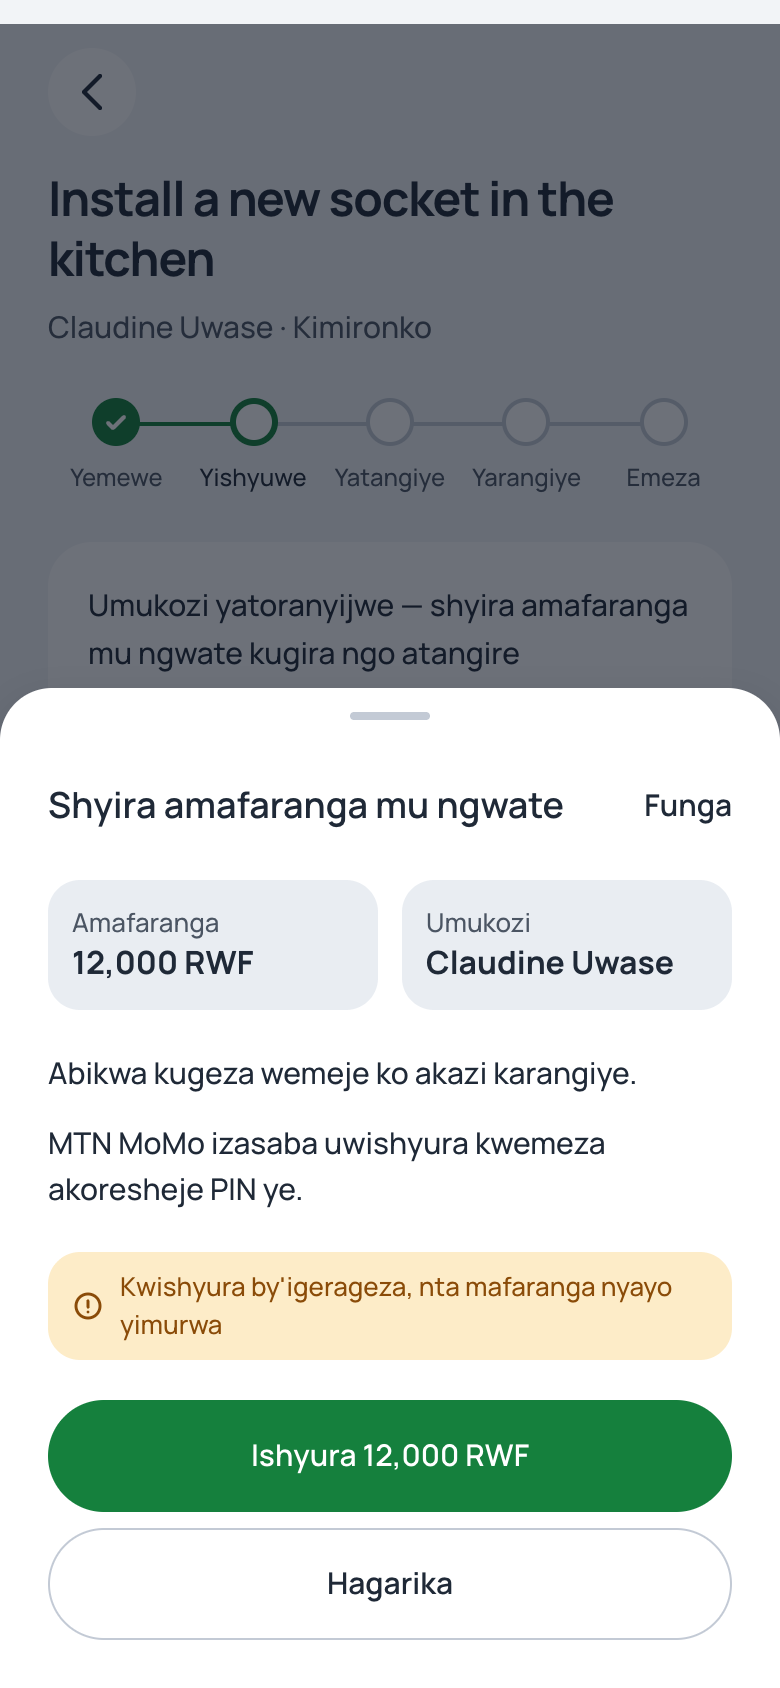 Install a new socket in the
kitchen
Claudine Uwase · Kimironko
Yemewe
Yishyuwe
Yatangiye
Yarangiye
Emeza
Umukozi yatoranyijwe — shyira amafaranga
mu ngwate kugira ngo atangire
Shyira amafaranga mu ngwate
Funga
Amafaranga
12,000 RWF
Umukozi
Claudine Uwase
Abikwa kugeza wemeje ko akazi karangiye.
MTN MoMo izasaba uwishyura kwemeza
akoresheje PIN ye.
Kwishyura by'igerageza, nta mafaranga nyayo
yimurwa
Ishyura 12,000 RWF
Hagarika